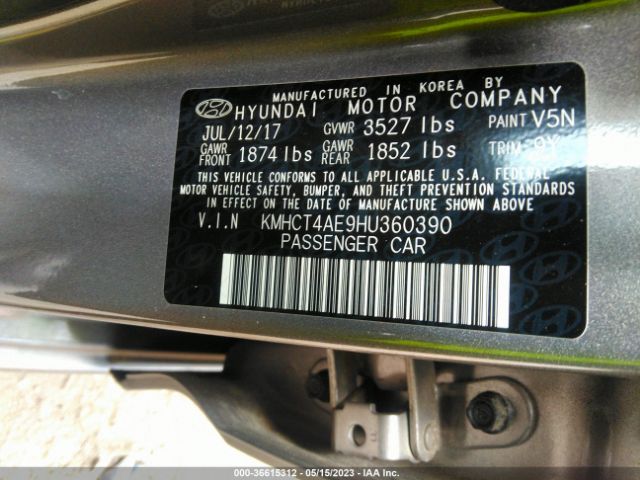 MANUFACTURED IN KOREA BY
HYUNDAI MOTOR COMPANY
JUL/12/17 GVWR 3527 lbs PAINT V5N
GAWR FRONT 1874 lbs GAWR REAR 1852 lbs TRIM 9Y
THIS VEHICLE CONFORMS TO ALL APPLICABLE U.S.A. FEDERAL
MOTOR VEHICLE SAFETY, BUMPER, AND THEFT PREVENTION
STANDARDS IN EFFECT ON THE DATE OF MANUFACTURE SHOWN ABOVE
V.I.N KMHCT4AE9HU360390
PASSENGER CAR
000-36615312 - 05/15/2023 - IAA Inc.